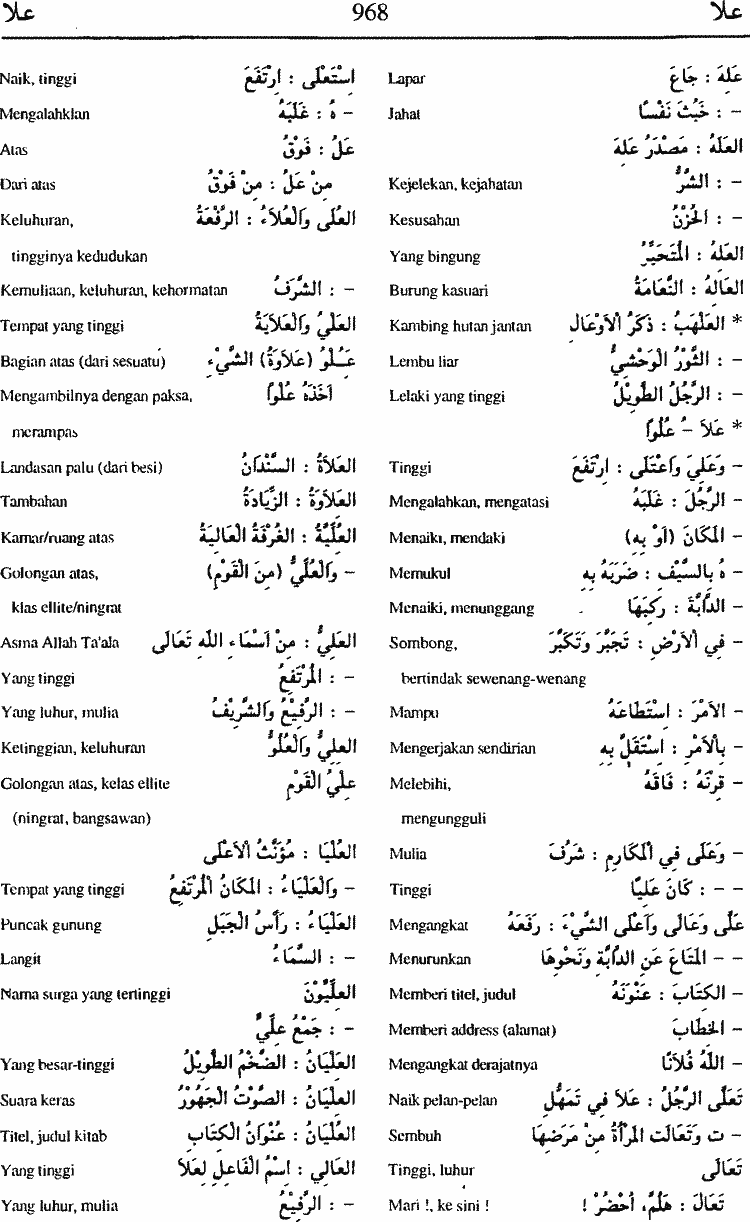 علا 968 علا
عَلِهَ : جَاعَ Lapar
– : خَبُثَ نَفْسًا Jahat
العَلَهُ : مَصْدَرُ عَلِهَ
– : الشَّرُّ Kejelekan, kejahatan
– : الحُزْنُ Kesusahan
العَلِهُ : المُتَحَيِّرُ Yang bingung
العَالِهُ : النَّعَامَةُ Burung kasuari
* العَلْهَبُ : ذَكَرُ الأَوْعَالِ Kambing hutan jantan
– : الثَّوْرُ الوَحْشِيُّ Lembu liar
– : الرَّجُلُ الطَّوِيْلُ Lelaki yang tinggi
* عَلاَ – عُلُوًّا
– وَعَلِيَ وَاعْتَلَى : ارْتَفَعَ Tinggi
– الرَّجُلَ : غَلَبَهُ Mengalahkan, mengatasi
– المَكَانَ (أَوْ بِهِ) Menaiki, mendaki
– هُ بِالسَّيْفِ : ضَرَبَهُ بِهِ Memukul
– الدَّابَّةَ : رَكِبَهَا Menaiki, menunggang
– فِي الأَرْضِ : تَجَبَّرَ وَتَكَبَّرَ Sombong,
bertindak sewenang-wenang
– الأَمْرَ : اسْتَطَاعَهُ Mampu
– بِالأَمْرِ : اسْتَقَلَّ بِهِ Mengerjakan sendirian
– قِرْنَهُ : فَاقَهُ Melebihi,
mengungguli
– وَعَلَى فِي المَكَارِمِ : شَرُفَ Mulia
– – : كَانَ عَلِيًّا Tinggi
عَلَّى وَعَالَى وَأَعْلَى الشَّيْءَ : رَفَعَهُ Mengangkat
– – المَتَاعَ عَنِ الدَّابَّةِ وَنَحْوِهَا Menurunkan
– الكِتَابَ : عَنْوَنَهُ Memberi titel, judul
– الخِطَابَ Memberi address (alamat)
– اللّٰهُ فُلاَنًا Mengangkat derajatnya
تَعَلَّى الرَّجُلُ : عَلاَ فِي تَمَهُّلٍ Naik pelan-pelan
– ت وَتَعَالَت المَرْأَةُ مِنْ مَرَضِهَا Sembuh
تَعَالَى Tinggi, luhur
تَعَالَ : هَلُمَّ، أُحْضُرْ ! Mari !, ke sini !
اسْتَعْلَى : ارْتَفَعَ Naik, tinggi
– هُ : غَلَبَهُ Mengalahklan
عَلُ : فَوْقُ Atas
مِنْ عَلُ : مِنْ فَوْقُ Dari atas
العُلَى وَالعَلاَءُ : الرِّفْعَةُ Keluhuran,
tingginya kedudukan
– : الشَّرَفُ Kemuliaan, keluhuran, kehormatan
العَلِيُّ وَالعَلاَيَةُ Tempat yang tinggi
عَُِلْوُ (عُلاَوَةُ) الشَّيْءِ Bagian atas (dari sesuatu)
أَخَذَهُ عُلْوًا Mengambilnya dengan paksa,
merampas
العَلاَةُ : السَّنْدَانُ Landasan palu (dari besi)
العِلاَوَةُ : الزِّيَادَةُ Tambahan
العُلِّيَّةُ : الغُرْفَةُ العَالِيَةُ Kamar/ruang atas
– وَالعُلِّيُّ (مِنَ القَوْمِ) Golongan atas,
klas ellite/ningrat
العَلِيُّ : مِنْ أَسْمَاءِ اللّٰهِ تَعَالَى Asma Allah Ta'ala
– : المُرْتَفِعُ Yang tinggi
– : الرَّفِيْعُ وَالشَّرِيْفُ Yang luhur, mulia
العلِيُّ وَالعُلُوُّ Ketinggian, keluhuran
عِلْيُ القَوْمِ Golongan atas, kelas ellite
(ningrat, bangsawan)
العُلْيَا : مُؤَنَّثُ الأَعْلَى
– وَالعَلْيَاءُ : المَكَانُ المُرْتَفِعُ Tempat yang tinggi
العَلْيَاءُ : رَأْسُ الجَبَلِ Puncak gunung
– : السَّمَاءُ Langit
العِلِّيُّوْنَ Nama surga yang tertinggi
– : جَمْعُ عِلِّيٍّ
العَلْيَانُ : الضَّخْمُ الطَّوِيْلُ Yang besar-tinggi
العَلْيَانُ : الصَّوْتُ الجَهُوْرُ Suara keras
العُلْيَانُ : عُنْوَانُ الكِتَابِ Titel, judul kitab
العَالِي : اسْمُ الفَاعِلِ لِعَلاَ Yang tinggi
– : الرَّفِيْعُ Yang luhur, mulia